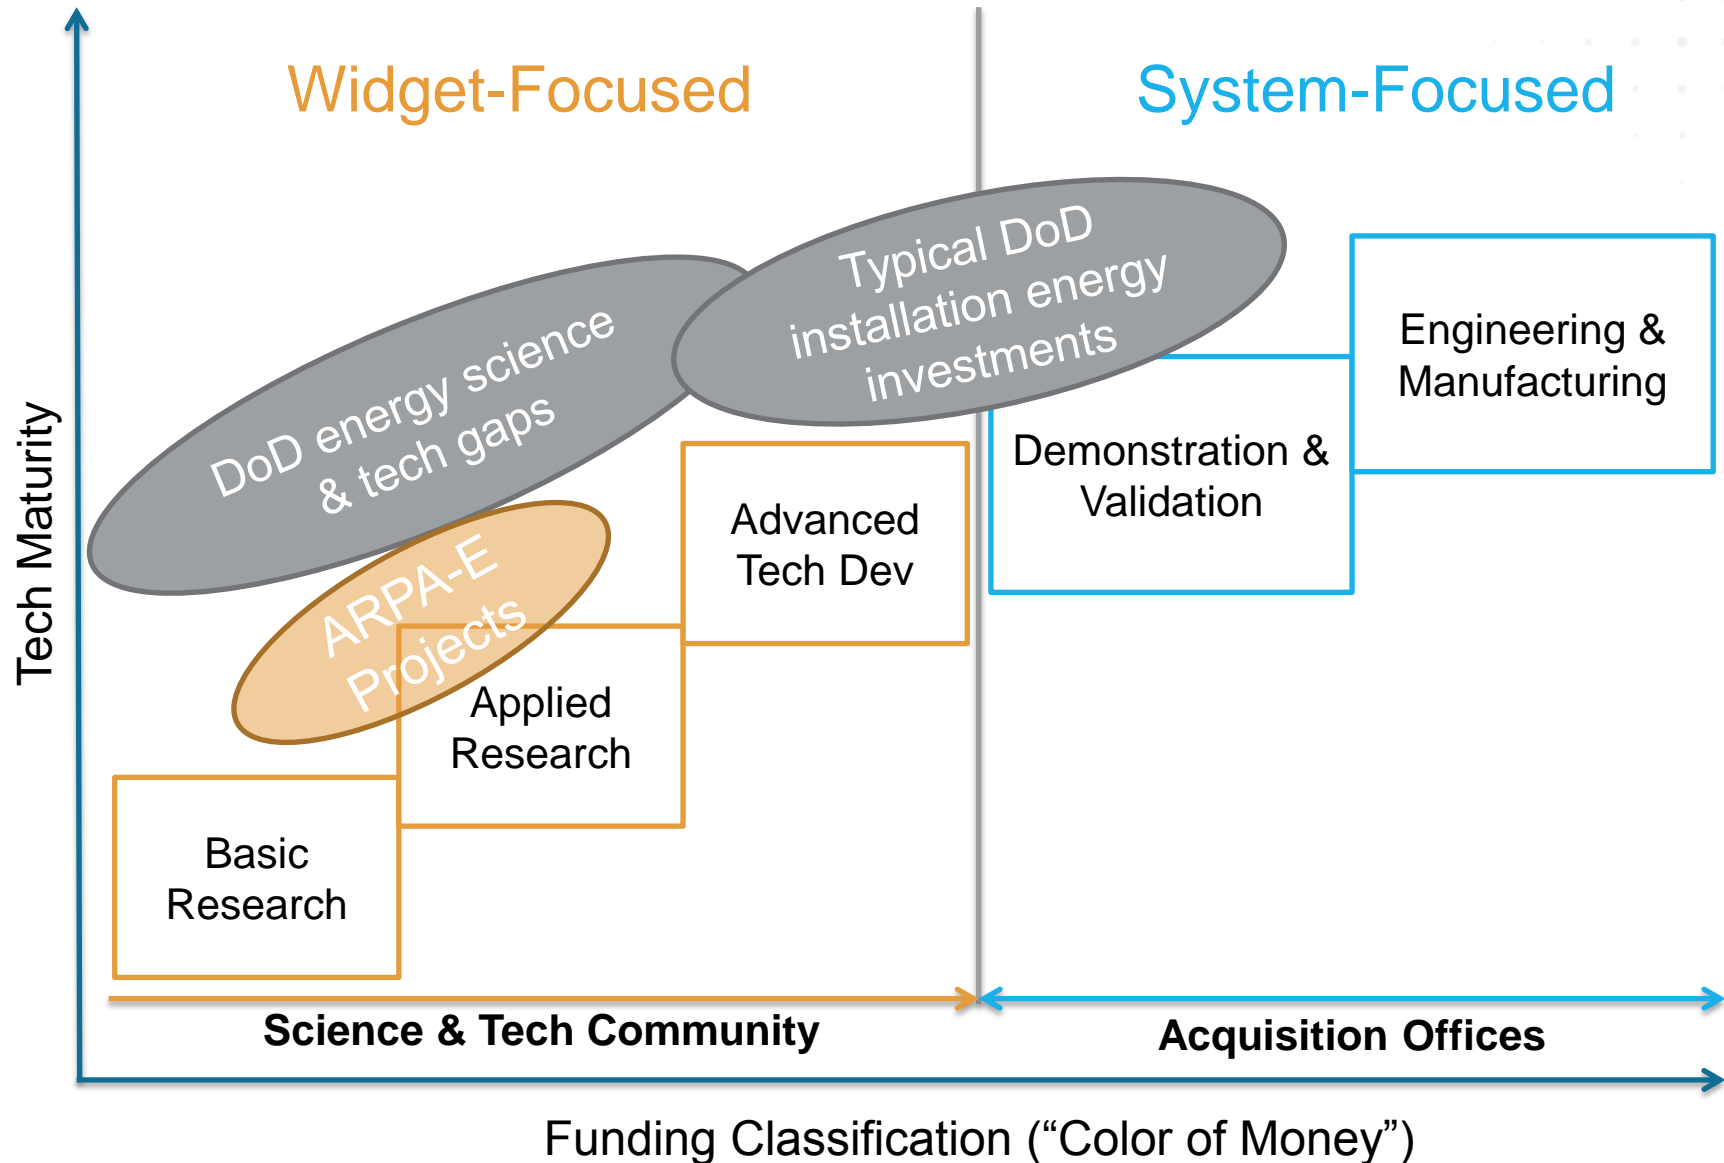 Widget-Focused
System-Focused
Tech Maturity
Typical DoD
installation energy
investments
DoD energy science
& tech gaps
ARPA-E
Projects
Engineering &
Manufacturing
Demonstration &
Validation
Advanced
Tech Dev
Applied
Research
Basic
Research
Science & Tech Community
Acquisition Offices
Funding Classification (“Color of Money”)